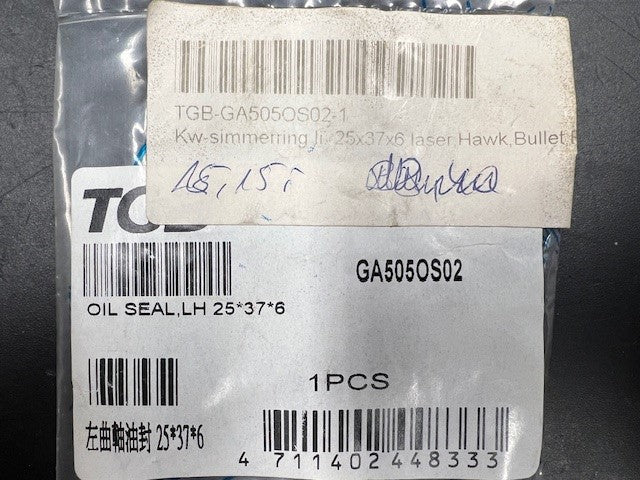 TGB-GA505OS02-1
Kw-simmerring li-25x37x6 laser,Hawk,Bullet
15,15,-
TGB
GA505OS02
OIL SEAL,LH 25*37*6
1PCS
左曲軸油封 25*37*6
4 711402 448333